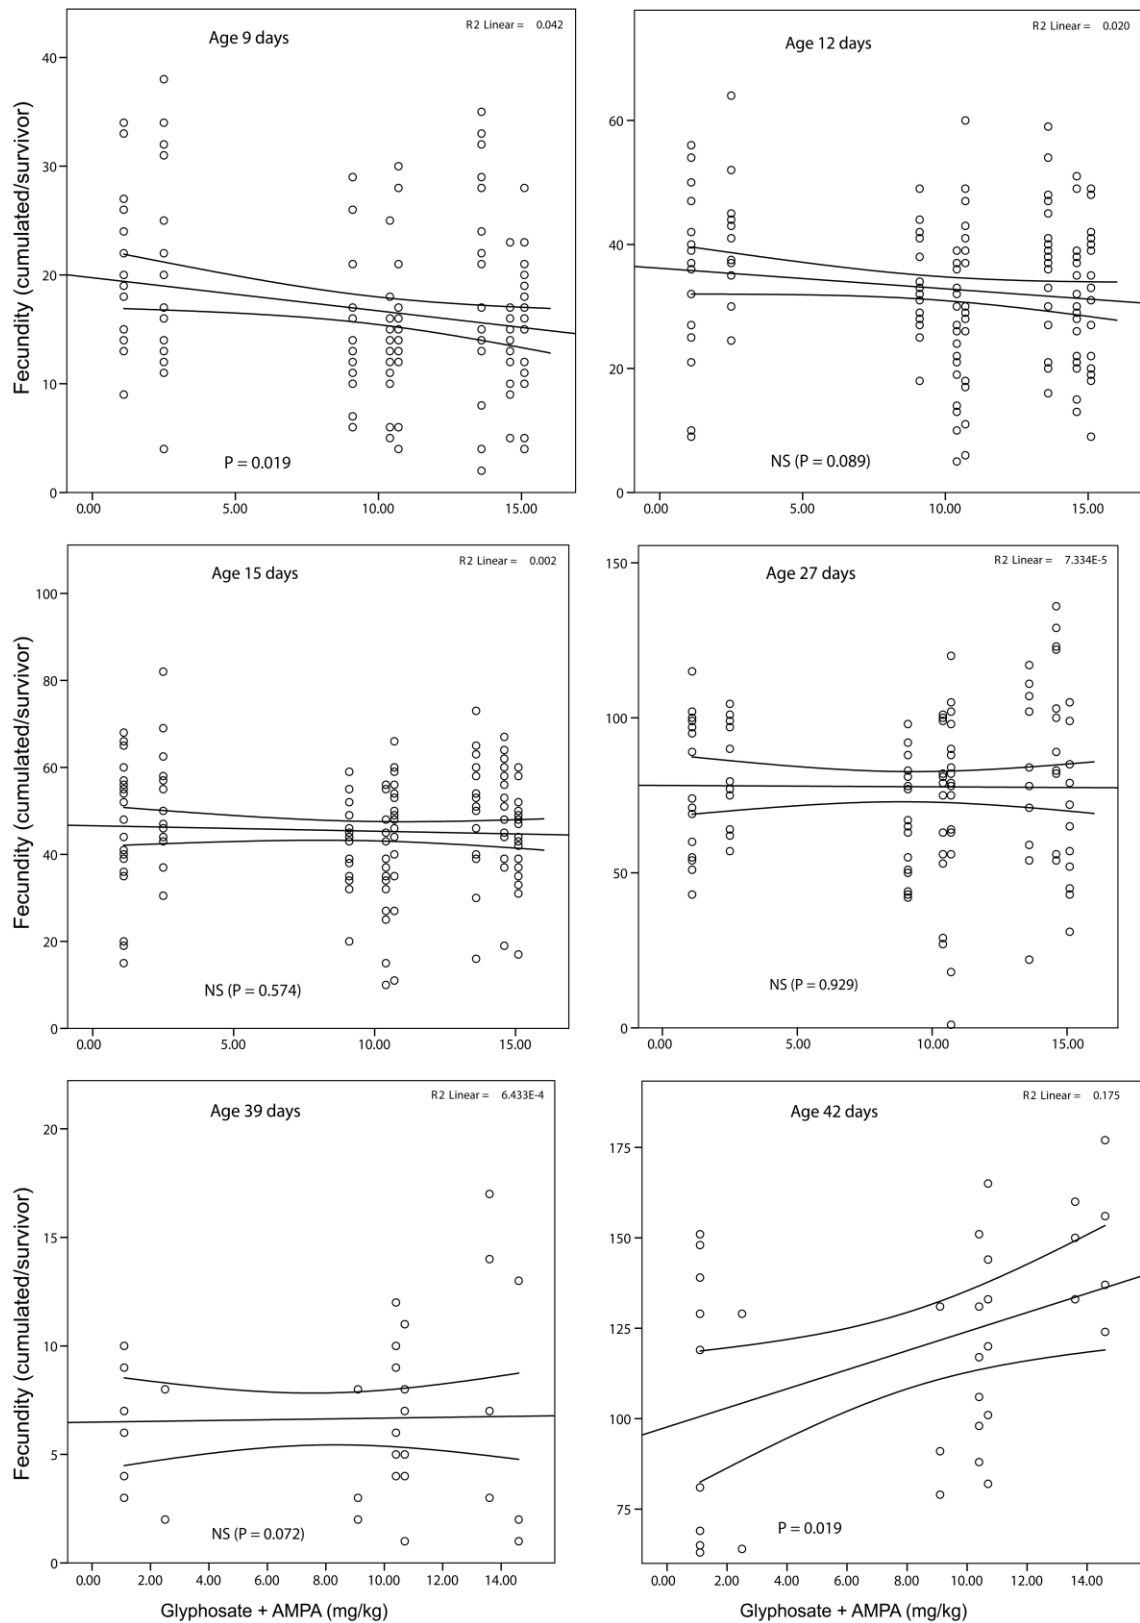 R2 Linear = 0.042
Age 9 days
Fecundity (cumulated/survivor)
40
30
20
10
0
P = 0.019
0.00 5.00 10.00 15.00
R2 Linear = 0.020
Age 12 days
60
40
20
0
NS (P = 0.089)
0.00 5.00 10.00 15.00
R2 Linear = 0.002
Age 15 days
Fecundity (cumulated/survivor)
100
80
60
40
20
0
NS (P = 0.574)
0.00 5.00 10.00 15.00
R2 Linear = 7.334E-5
Age 27 days
150
100
50
0
NS (P = 0.929)
0.00 5.00 10.00 15.00
R2 Linear = 6.433E-4
Age 39 days
Fecundity (cumulated/survivor)
20
15
10
5
0
NS (P = 0.072)
0.00 2.00 4.00 6.00 8.00 10.00 12.00 14.00
Glyphosate + AMPA (mg/kg)
R2 Linear = 0.175
Age 42 days
175
150
125
100
75
P = 0.019
0.00 2.00 4.00 6.00 8.00 10.00 12.00 14.00
Glyphosate + AMPA (mg/kg)